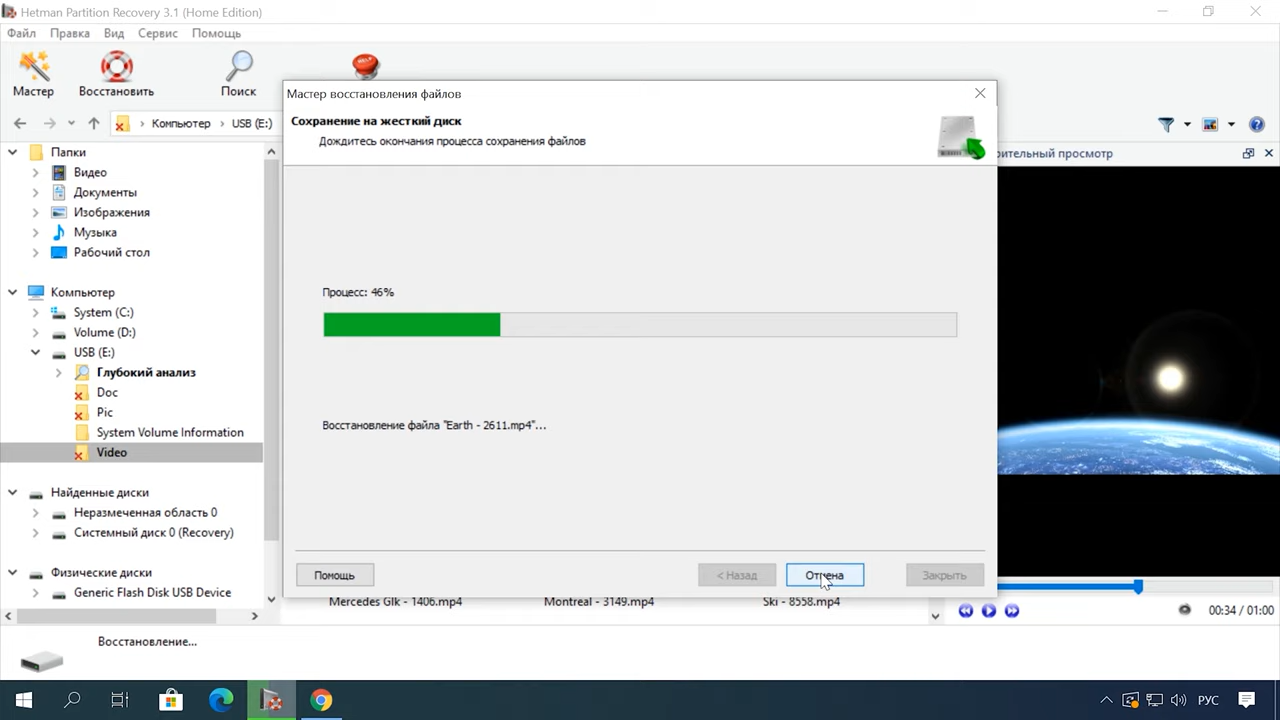 Hetman Partition Recovery 3.1 (Home Edition)
Файл Правка Вид Сервис Помощь
Мастер Восстановить Поиск
HELP
Компьютер USB (E:)
Мастер восстановления файлов
Сохранение на жесткий диск
Дождитесь окончания процесса сохранения файлов
просмотр
Папки
Видео
Документы
Изображения
Музыка
Рабочий стол
Компьютер
System (C:)
Volume (D:)
USB (E:)
Глубокий анализ
Doc
Pic
System Volume Information
Video
Найденные диски
Неразмеченная область 0
Системный диск 0 (Recovery)
Физические диски
Generic Flash Disk USB Device
Процесс: 46%
Восстановление файла "Earth - 2611.mp4"...
Помощь < Назад Отмена Закрыть
Mercedes Glk - 1406.mp4 Montreal - 3149.mp4 Ski - 8558.mp4
00:34 / 01:00
Восстановление...
РУС